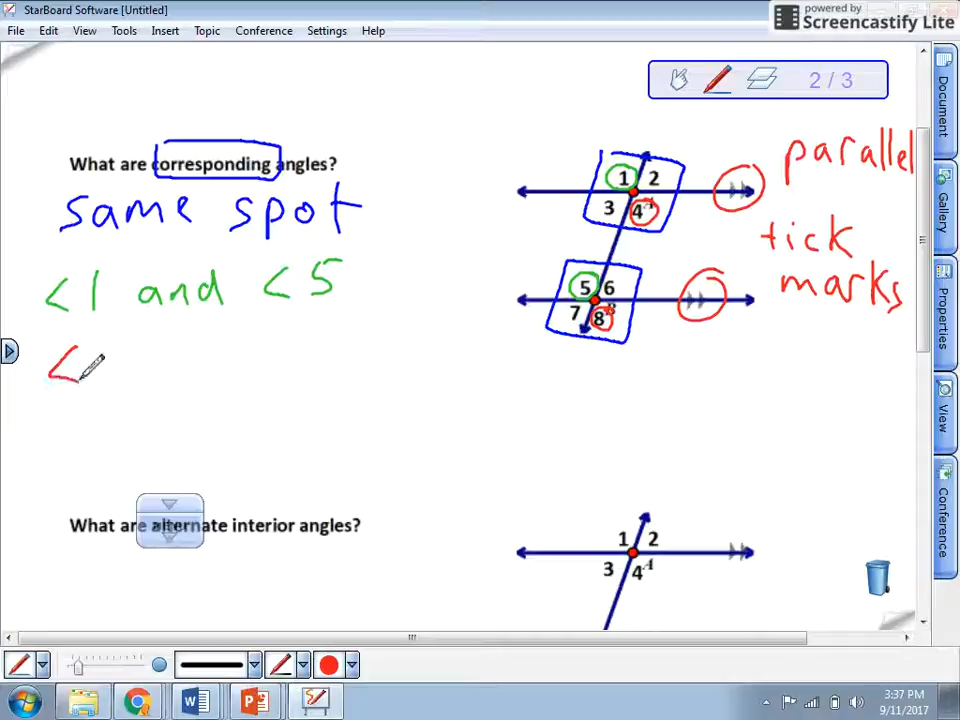 StarBoard Software [Untitled]
powered by
Screencastify Lite
File Edit View Tools Insert Topic Conference Settings Help
2 / 3
Document
Gallery
Properties
View
Conference
What are corresponding angles?
same spot
<1 and <5
<
parallel
tick
marks
1 2
3 4 A
5 6
7 8 B
What are alternate interior angles?
1 2
3 4 A
3:37 PM
9/11/2017